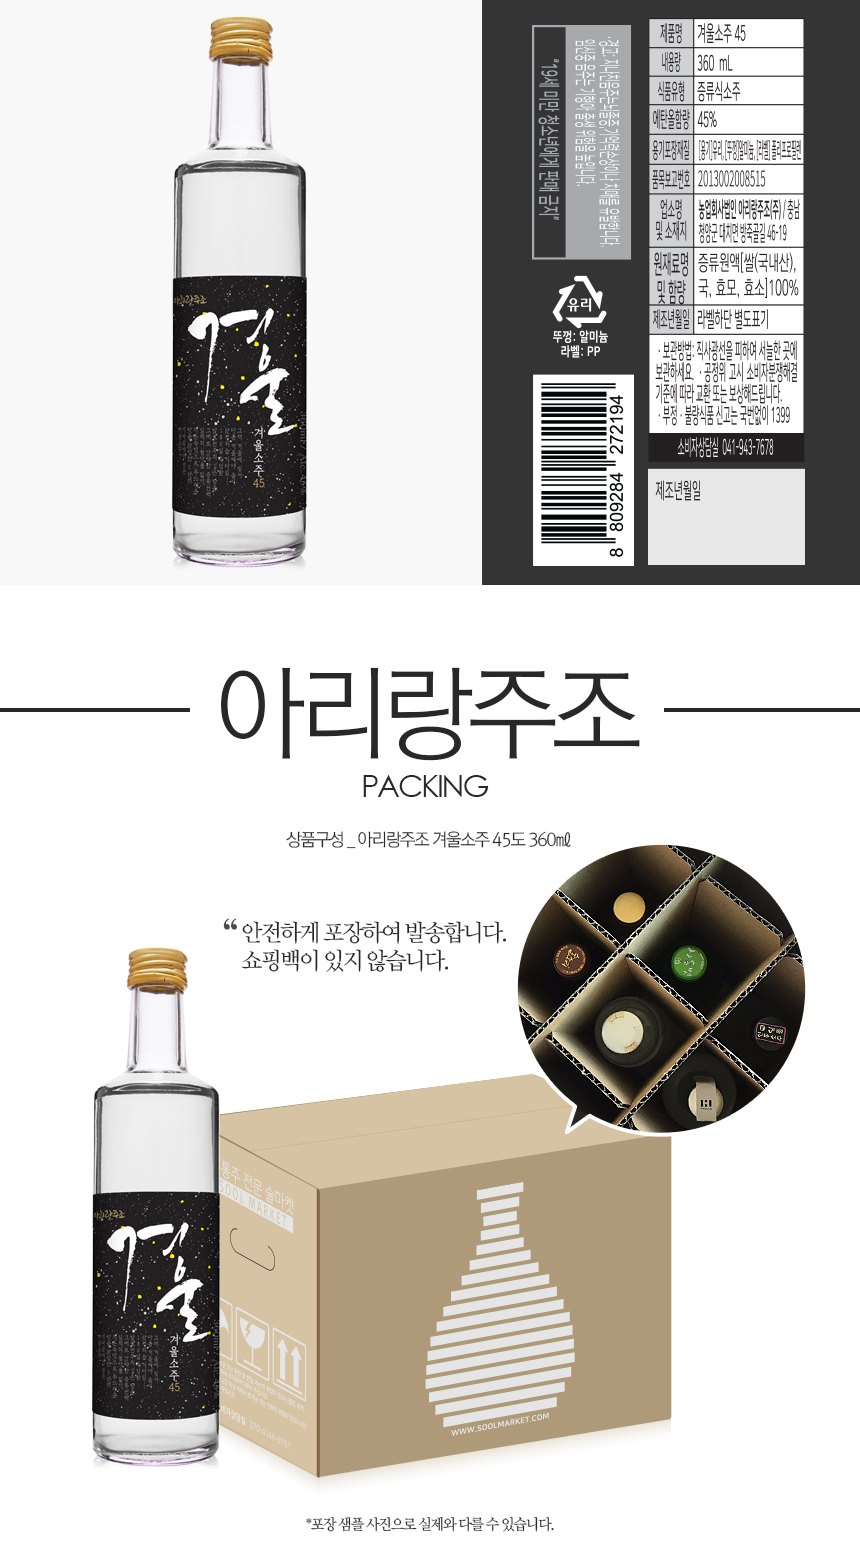 아리랑주조
겨울
겨울소주
45
"19세 미만 청소년에게 판매 금지"
경고: 지나친 음주는 뇌졸중, 기억력 손상이나 치매를 유발합니다.
임신 중 음주는 기형아 출생 위험을 높입니다.
유리
뚜껑: 알미늄
라벨: PP
8 809284 272194
제품명 겨울소주 45
내용량 360 mL
식품유형 증류식소주
에탄올함량 45%
용기포장재질 [용기]유리, [뚜껑]알미늄, [라벨] 폴리프로필렌
품목보고번호 2013002008515
업소명 및 소재지 농업회사법인 아리랑주조(주) / 충남
청양군 대치면 방죽골길 46-19
원재료명 및 함량 증류원액[쌀(국내산),
국, 효모, 효소]100%
제조년월일 라벨하단 별도표기
· 보관방법: 직사광선을 피하여 서늘한 곳에
보관하세요. · 공정위 고시 소비자분쟁해결
기준에 따라 교환 또는 보상해드립니다.
· 부정 · 불량식품 신고는 국번없이 1399
소비자상담실 041-943-7678
제조년월일
아리랑주조
PACKING
상품구성 _ 아리랑주조 겨울소주 45도 360㎖
“ 안전하게 포장하여 발송합니다.
쇼핑백이 있지 않습니다.
통주 전문 술마켓
SOOL MARKET
아리랑주조
겨울
겨울소주
45
WWW.SOOLMARKET.COM
*포장 샘플 사진으로 실제와 다를 수 있습니다.